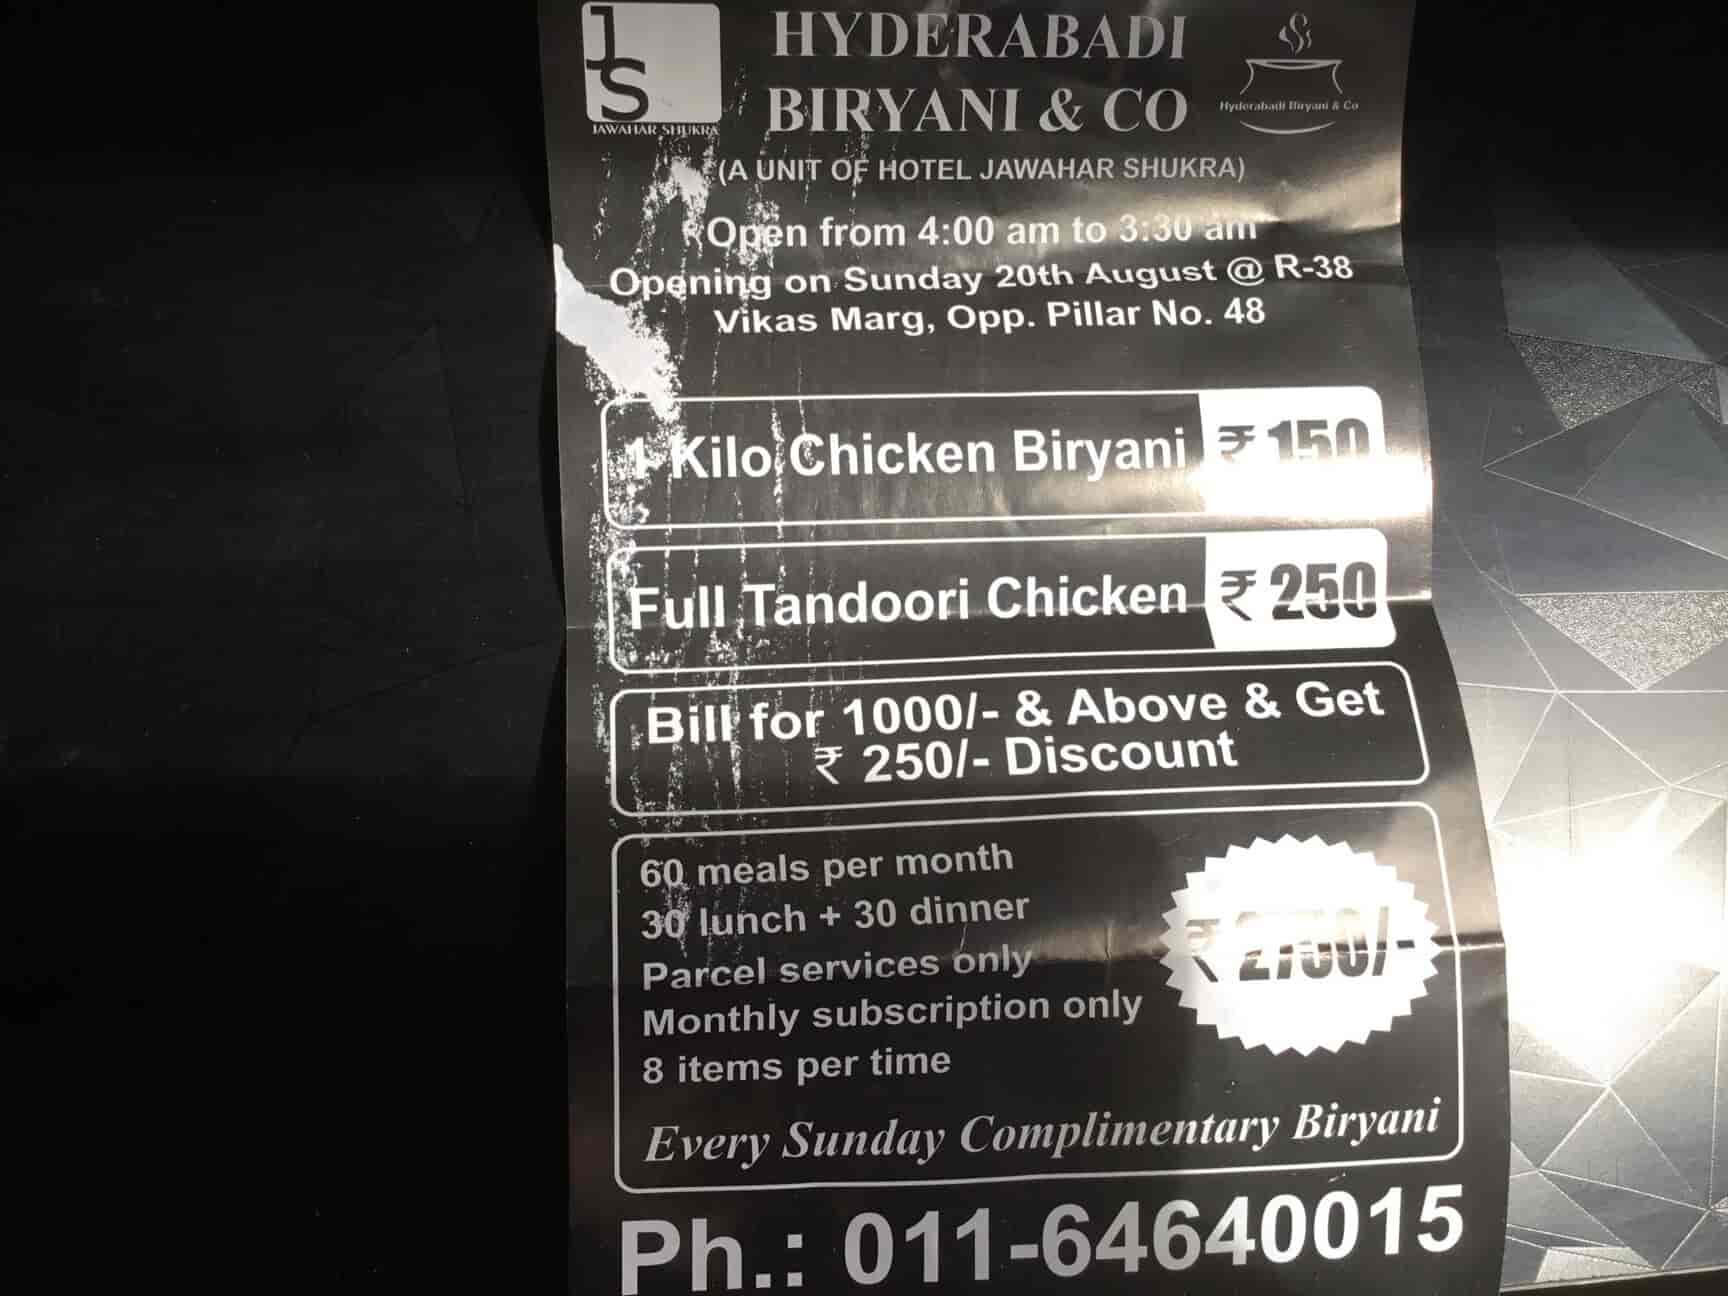 JS
JAWAHAR SHUKRA
HYDERABADI
BIRYANI & CO
Hyderabadi Biryani & Co
(A UNIT OF HOTEL JAWAHAR SHUKRA)
Open from 4:00 am to 3:30 am
Opening on Sunday 20th August @ R-38
Vikas Marg, Opp. Pillar No. 48
1 Kilo Chicken Biryani ₹ 150
Full Tandoori Chicken ₹ 250
Bill for 1000/- & Above & Get
₹ 250/- Discount
60 meals per month
30 lunch + 30 dinner
Parcel services only
Monthly subscription only
8 items per time
₹ 2750/-
Every Sunday Complimentary Biryani
Ph.: 011-64640015